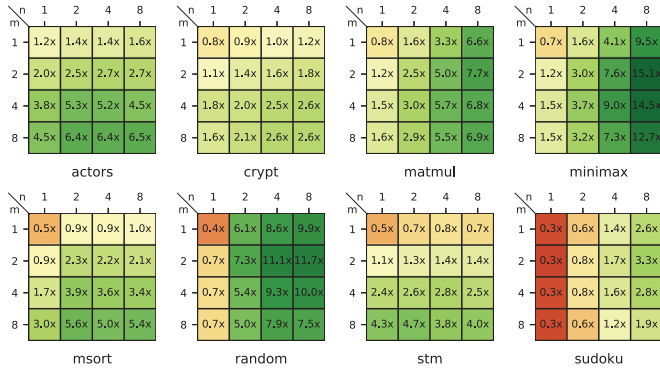 n n n n
m 1 2 4 8 m 1 2 4 8 m 1 2 4 8 m 1 2 4 8
1 1.2x 1.4x 1.4x 1.6x 1 0.8x 0.9x 1.0x 1.2x 1 0.8x 1.6x 3.3x 6.6x 1 0.7x 1.6x 4.1x 9.5x
2 2.0x 2.5x 2.7x 2.7x 2 1.1x 1.4x 1.6x 1.8x 2 1.2x 2.5x 5.0x 7.7x 2 1.2x 3.0x 7.6x 15.1x
4 3.8x 5.3x 5.2x 4.5x 4 1.8x 2.0x 2.5x 2.6x 4 1.5x 3.0x 5.7x 6.8x 4 1.5x 3.7x 9.0x 14.5x
8 4.5x 6.4x 6.4x 6.5x 8 1.6x 2.1x 2.6x 2.6x 8 1.6x 2.9x 5.5x 6.9x 8 1.5x 3.2x 7.3x 12.7x
actors crypt matmul minimax
n n n n
m 1 2 4 8 m 1 2 4 8 m 1 2 4 8 m 1 2 4 8
1 0.5x 0.9x 0.9x 1.0x 1 0.4x 6.1x 8.6x 9.9x 1 0.5x 0.7x 0.8x 0.7x 1 0.3x 0.6x 1.4x 2.6x
2 0.9x 2.3x 2.2x 2.1x 2 0.7x 7.3x 11.1x 11.7x 2 1.1x 1.3x 1.4x 1.4x 2 0.3x 0.8x 1.7x 3.3x
4 1.7x 3.9x 3.6x 3.4x 4 0.7x 5.4x 9.3x 10.0x 4 2.4x 2.6x 2.8x 2.5x 4 0.3x 0.8x 1.6x 2.8x
8 3.0x 5.6x 5.0x 5.4x 8 0.7x 5.0x 7.9x 7.5x 8 4.3x 4.7x 3.8x 4.0x 8 0.3x 0.6x 1.2x 1.9x
msort random stm sudoku